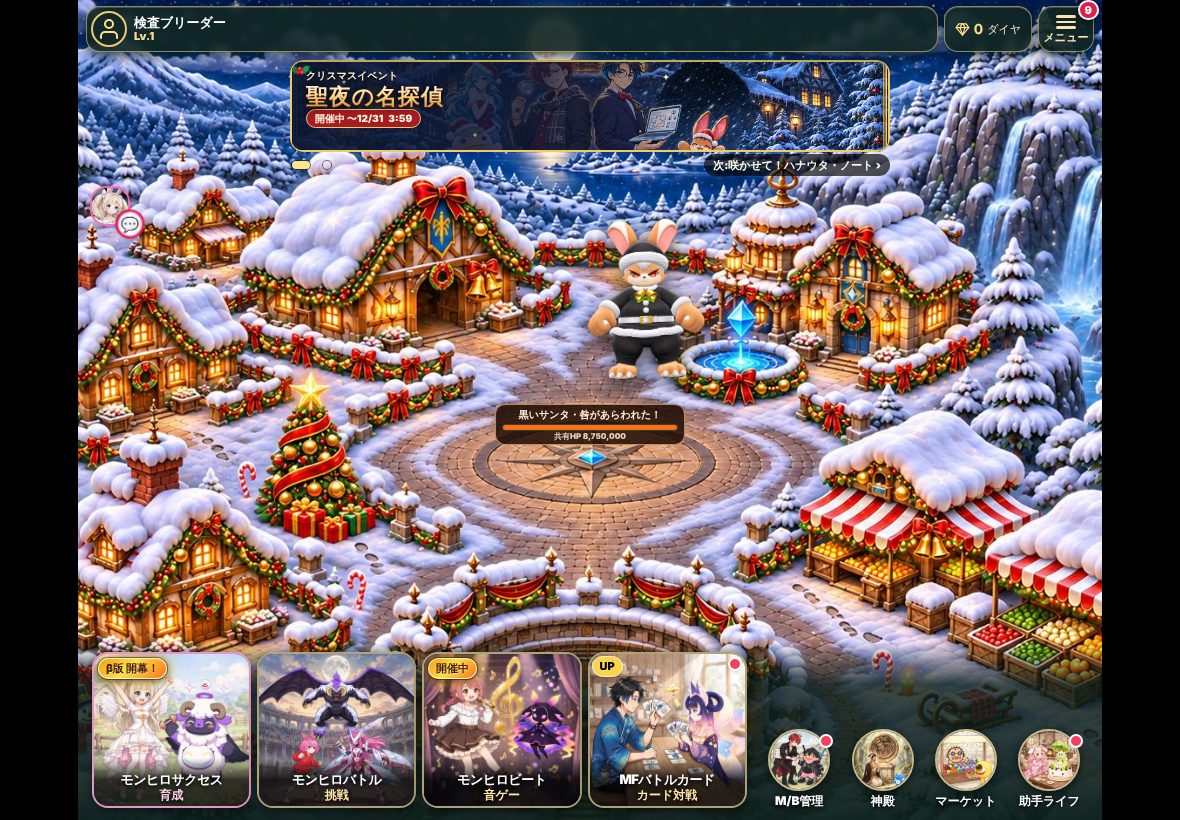 検査ブリーダー
Lv.1
0 ダイヤ
9
メニュー
クリスマスイベント
聖夜の名探偵
開催中 〜12/31 3:59
次:咲かせて！ハナウタ・ノート ›
黒いサンタ・咎があらわれた！
共有HP 8,750,000
β版 開幕！
モンヒロサクセス
育成
モンヒロバトル
挑戦
開催中
モンヒロビート
音ゲー
UP
MFバトルカード
カード対戦
M/B管理
神殿
マーケット
助手ライフ